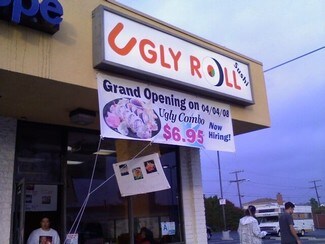 UGLY ROLL
Sushi
Grand Opening on 04/04/08
Ugly Combo
$6.95
Now
Hiring!